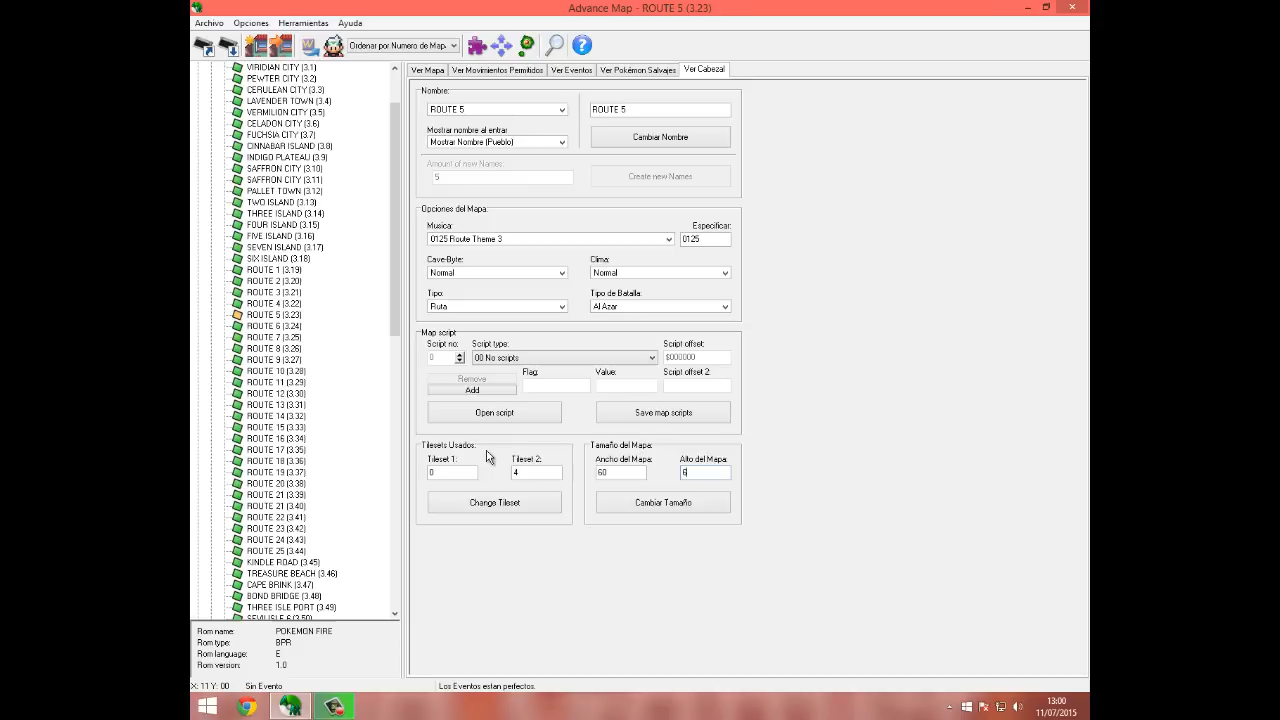 Advance Map - ROUTE 5 (3.23)
Archivo Opciones Herramientas Ayuda
Ordenar por Numero de Map
VIRIDIAN CITY (3.1)
PEWTER CITY (3.2)
CERULEAN CITY (3.3)
LAVENDER TOWN (3.4)
VERMILION CITY (3.5)
CELADON CITY (3.6)
FUCHSIA CITY (3.7)
CINNABAR ISLAND (3.8)
INDIGO PLATEAU (3.9)
SAFFRON CITY (3.10)
SAFFRON CITY (3.11)
PALLET TOWN (3.12)
TWO ISLAND (3.13)
THREE ISLAND (3.14)
FOUR ISLAND (3.15)
FIVE ISLAND (3.16)
SEVEN ISLAND (3.17)
SIX ISLAND (3.18)
ROUTE 1 (3.19)
ROUTE 2 (3.20)
ROUTE 3 (3.21)
ROUTE 4 (3.22)
ROUTE 5 (3.23)
ROUTE 6 (3.24)
ROUTE 7 (3.25)
ROUTE 8 (3.26)
ROUTE 9 (3.27)
ROUTE 10 (3.28)
ROUTE 11 (3.29)
ROUTE 12 (3.30)
ROUTE 13 (3.31)
ROUTE 14 (3.32)
ROUTE 15 (3.33)
ROUTE 16 (3.34)
ROUTE 17 (3.35)
ROUTE 18 (3.36)
ROUTE 19 (3.37)
ROUTE 20 (3.38)
ROUTE 21 (3.39)
ROUTE 21 (3.40)
ROUTE 22 (3.41)
ROUTE 23 (3.42)
ROUTE 24 (3.43)
ROUTE 25 (3.44)
KINDLE ROAD (3.45)
TREASURE BEACH (3.46)
CAPE BRINK (3.47)
BOND BRIDGE (3.48)
THREE ISLE PORT (3.49)
SEVII ISLE 6 (3.50)
Rom name: POKEMON FIRE
Rom type: BPR
Rom language: E
Rom version: 1.0
Ver Mapa Ver Movimientos Permitidos Ver Eventos Ver Pokémon Salvajes Ver Cabezal
Nombre:
ROUTE 5 ROUTE 5
Mostrar nombre al entrar
Mostrar Nombre (Pueblo) Cambiar Nombre
Amount of new Names:
5 Create new Names
Opciones del Mapa:
Musica: Especificar:
0125 Route Theme 3 0125
Cave-Byte: Clima:
Normal Normal
Tipo: Tipo de Batalla:
Ruta Al Azar
Map script
Script no: Script type: Script offset:
0 00 No scripts $000000
Remove Flag: Value: Script offset 2:
Add
Open script Save map scripts
Tilesets Usados: Tamaño del Mapa:
Tileset 1: Tileset 2: Ancho del Mapa: Alto del Mapa:
0 4 60 6
Change Tileset Cambiar Tamaño
X: 11 Y: 00 Sin Evento Los Eventos estan perfectos.
13:00
11/07/2015